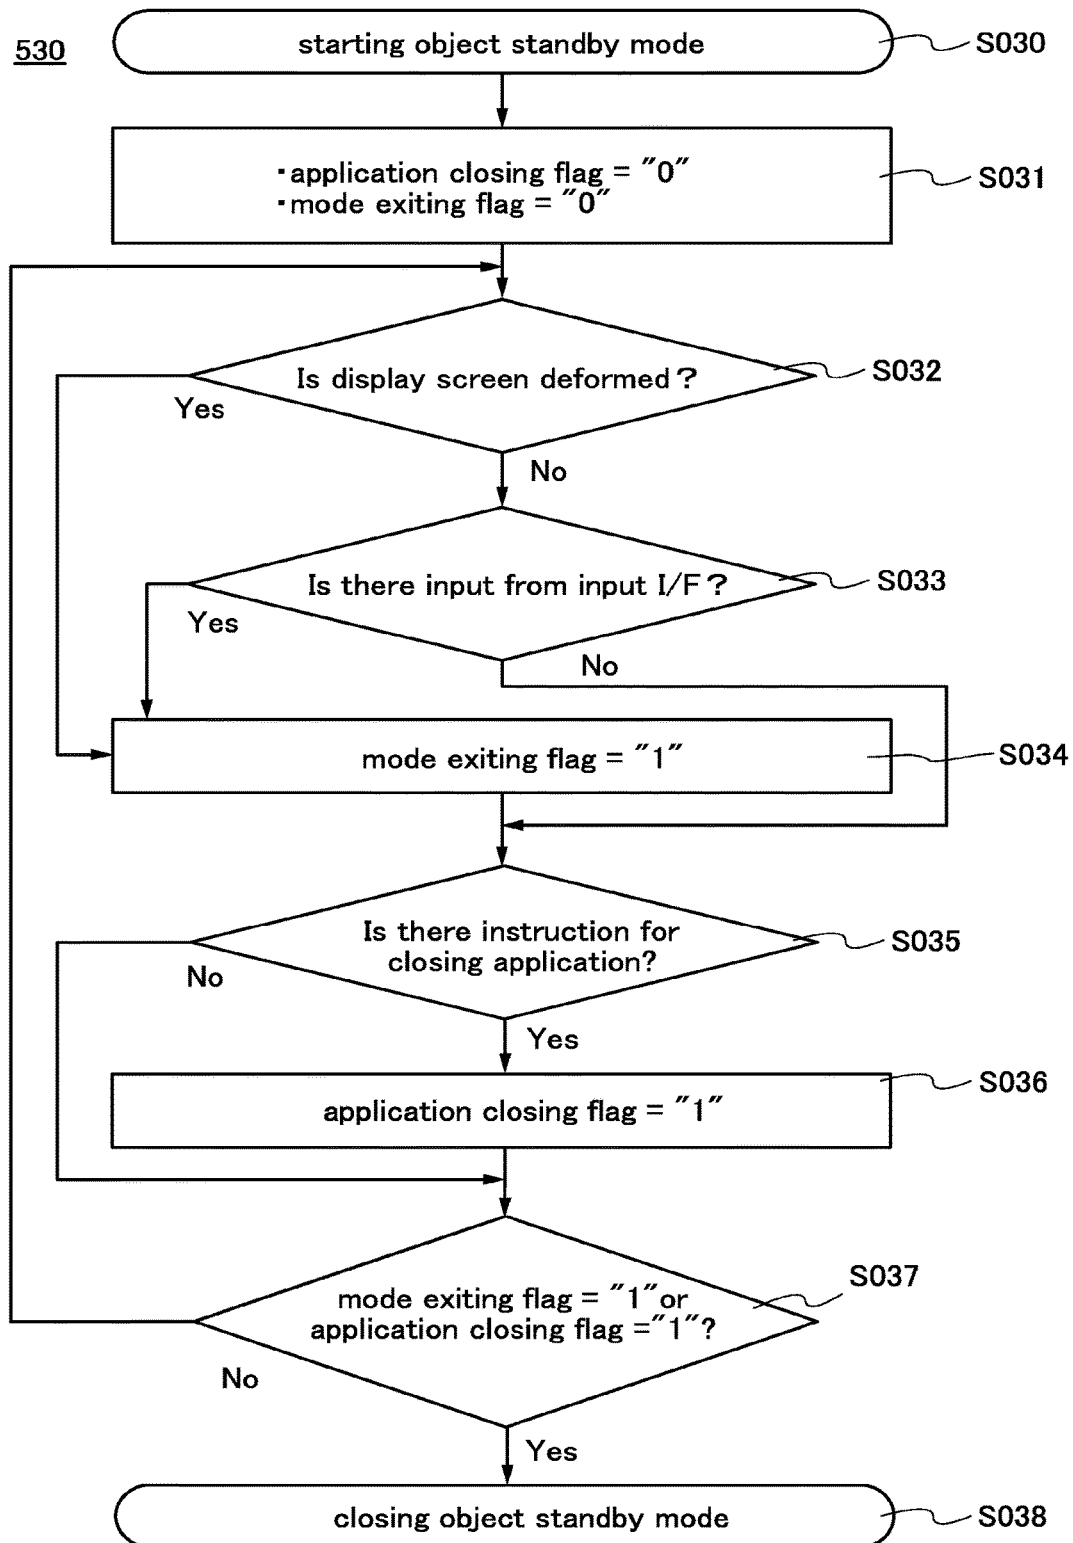 530
starting object standby mode
S030
・application closing flag = "0"
・mode exiting flag = "0"
S031
Is display screen deformed?
S032
Yes
No
Is there input from input I/F?
S033
Yes
No
mode exiting flag = "1"
S034
Is there instruction for
closing application?
S035
No
Yes
application closing flag = "1"
S036
mode exiting flag = "1"or
application closing flag ="1"?
S037
No
Yes
closing object standby mode
S038